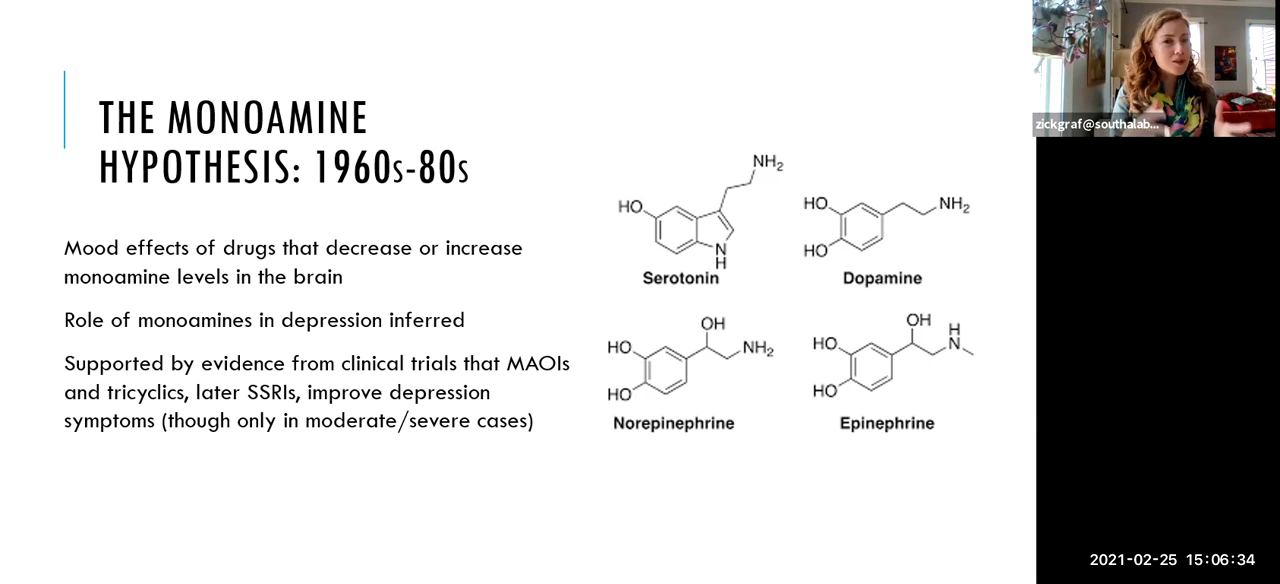 THE MONOAMINE
HYPOTHESIS: 1960s-80s
Mood effects of drugs that decrease or increase
monoamine levels in the brain
Role of monoamines in depression inferred
Supported by evidence from clinical trials that MAOIs
and tricyclics, later SSRIs, improve depression
symptoms (though only in moderate/severe cases)
NH2
HO
N
H
Serotonin
HO
NH2
HO
Dopamine
OH
HO
NH2
HO
Norepinephrine
OH
H
HO
N
HO
Epinephrine
zickgraf@southalab...
2021-02-25 15:06:34